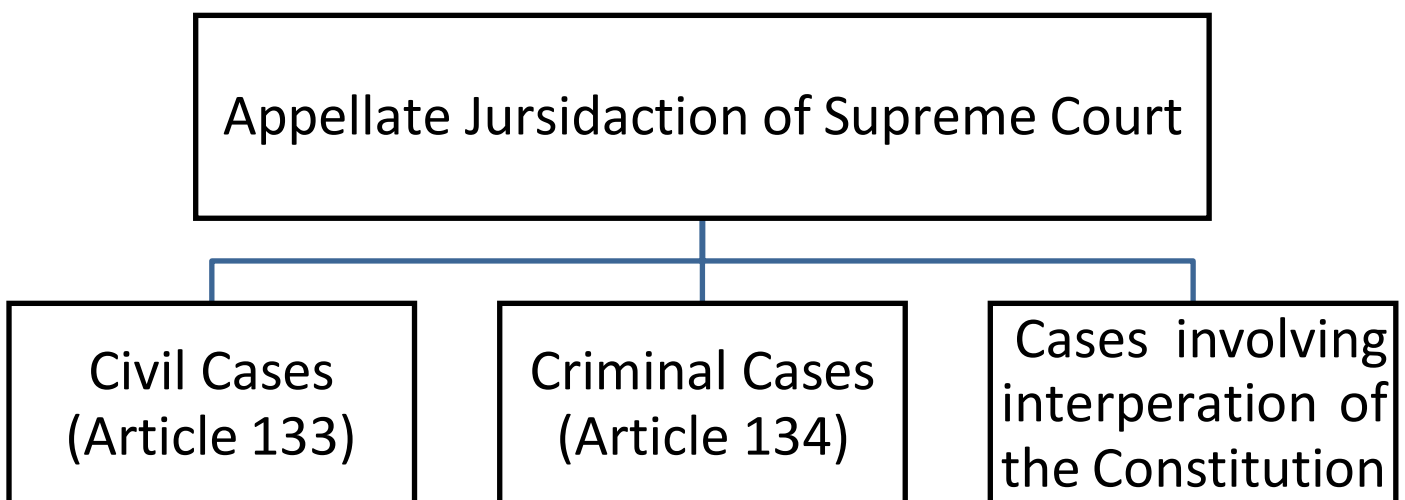 Appellate Jursidaction of Supreme Court
Civil Cases
(Article 133)
Criminal Cases
(Article 134)
Cases involving
interperation of
the Constitution